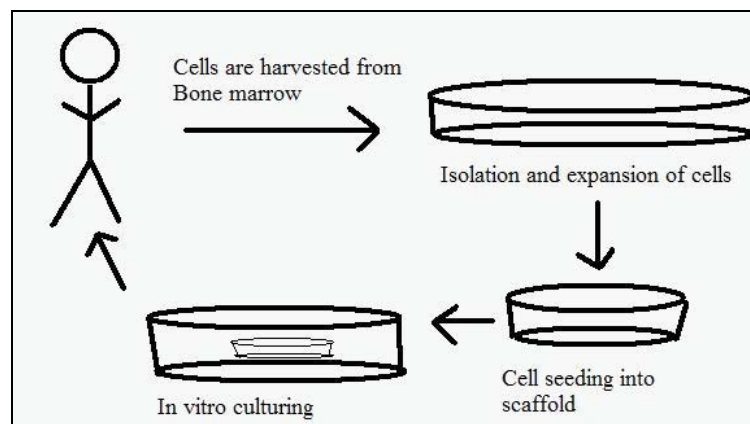 Cells are harvested from
Bone marrow
Isolation and expansion of cells
Cell seeding into
scaffold
In vitro culturing